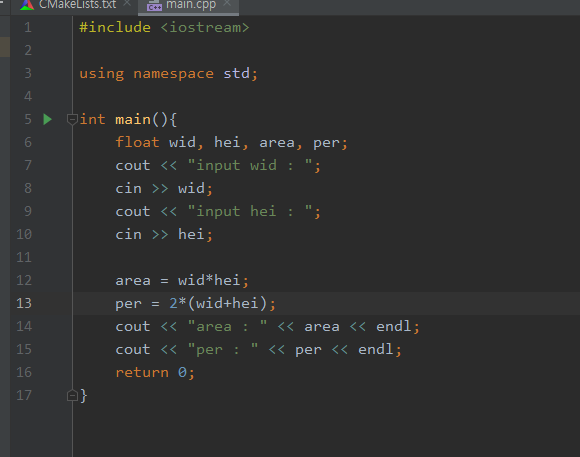 CMakeLists.txt × main.cpp ×
1 #include <iostream>
2
3 using namespace std;
4
5 int main(){
6 float wid, hei, area, per;
7 cout << "input wid : ";
8 cin >> wid;
9 cout << "input hei : ";
10 cin >> hei;
11
12 area = wid*hei;
13 per = 2*(wid+hei);
14 cout << "area : " << area << endl;
15 cout << "per : " << per << endl;
16 return 0;
17 }